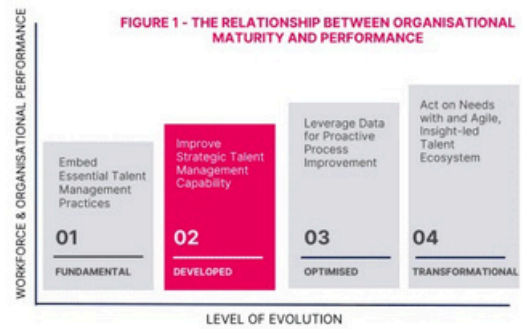 FIGURE 1 - THE RELATIONSHIP BETWEEN ORGANISATIONAL
MATURITY AND PERFORMANCE
WORKFORCE & ORGANISATIONAL PERFORMANCE
Embed
Essential Talent
Management
Practices
01
FUNDAMENTAL
Improve
Strategic Talent
Management
Capability
02
DEVELOPED
Leverage Data
for Proactive
Process
Improvement
03
OPTIMISED
Act on Needs
with and Agile,
Insight-led
Talent
Ecosystem
04
TRANSFORMATIONAL
LEVEL OF EVOLUTION